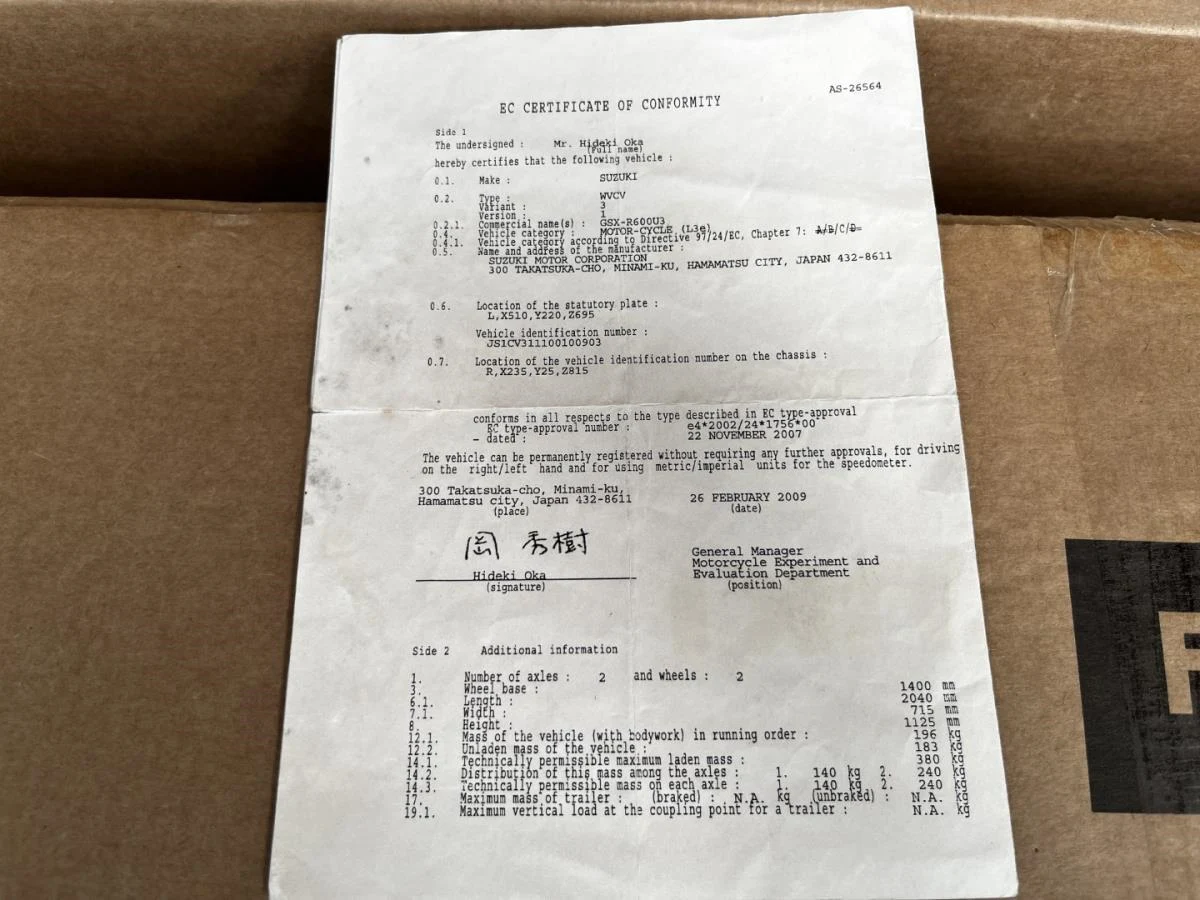 AS-26564
EC CERTIFICATE OF CONFORMITY
Side 1
The undersigned : Mr. Hideki Oka
(Full name)
hereby certifies that the following vehicle :
0.1. Make : SUZUKI
0.2. Type : WVCV
Variant : 3
Version : 1
0.2.1. Commercial name(s) : GSX-R600U3
0.4. Vehicle category : MOTOR-CYCLE (L3e)
0.4.1. Vehicle category according to Directive 97/24/EC, Chapter 7: A/B/C/D
0.5. Name and address of the manufacturer :
SUZUKI MOTOR CORPORATION
300 TAKATSUKA-CHO, MINAMI-KU, HAMAMATSU CITY, JAPAN 432-8611
0.6. Location of the statutory plate :
L,X510,Y220,Z695
Vehicle identification number :
JS1CV311100100903
0.7. Location of the vehicle identification number on the chassis :
R,X235,Y25,Z815
conforms in all respects to the type described in EC type-approval
EC type-approval number : e4*2002/24*1756*00
- dated : 22 NOVEMBER 2007
The vehicle can be permanently registered without requiring any further approvals, for driving
on the right/left hand and for using metric/imperial units for the speedometer.
300 Takatsuka-cho, Minami-ku,
Hamamatsu city, Japan 432-8611 26 FEBRUARY 2009
(place) (date)
岡 秀樹
Hideki Oka
(signature)
General Manager
Motorcycle Experiment and
Evaluation Department
(position)
Side 2 Additional information
1. Number of axles : 2 and wheels : 2
3. Wheel base : 1400 mm
6.1. Length : 2040 mm
7.1. Width : 715 mm
8. Height : 1125 mm
12.1. Mass of the vehicle (with bodywork) in running order : 196 kg
12.2. Unladen mass of the vehicle : 183 kg
14.1. Technically permissible maximum laden mass : 380 kg
14.2. Distribution of this mass among the axles : 1. 140 kg 2. 240 kg
14.3. Technically permissible mass on each axle : 1. 140 kg 2. 240 kg
17. Maximum mass of trailer : (braked) : N.A. kg (unbraked) : N.A. kg
19.1. Maximum vertical load at the coupling point for a trailer : N.A. kg